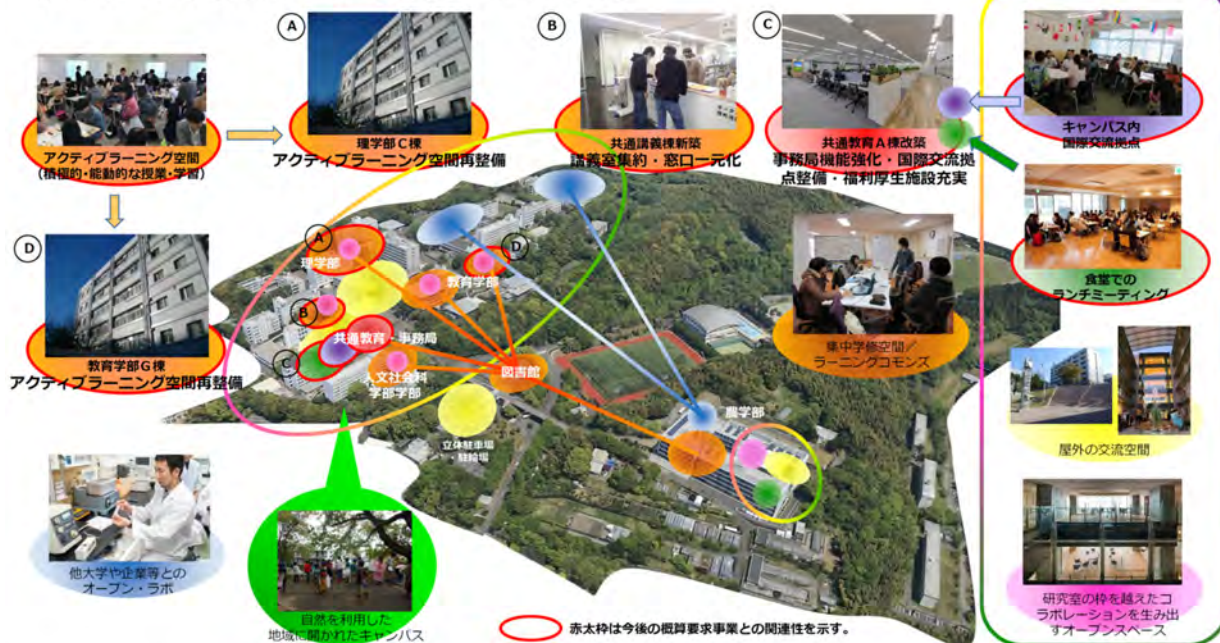 A
B
C
アクティブラーニング空間
(積極的・能動的な授業・学習)
理学部C棟
アクティブラーニング空間再整備
共通講義棟新築
講義室集約・窓口一元化
共通教育A棟改築
事務局機能強化・国際交流拠
点整備・福利厚生施設充実
キャンパス内
国際交流拠点
D
教育学部G棟
アクティブラーニング空間再整備
食堂での
ランチミーティング
A
理学部
教育学部
D
B
共通教育・事務局
C
人文社会科
学部学部
図書館
立体駐車場
・駐輪場
農学部
集中学修空間/
ラーニングコモンズ
屋外の交流空間
他大学や企業等との
オープン・ラボ
自然を利用した
地域に開かれたキャンパス
研究室の枠を越えたコ
ラボレーションを生み出
すオープンスペース
赤太枠は今後の概算要求事業との関連性を示す。